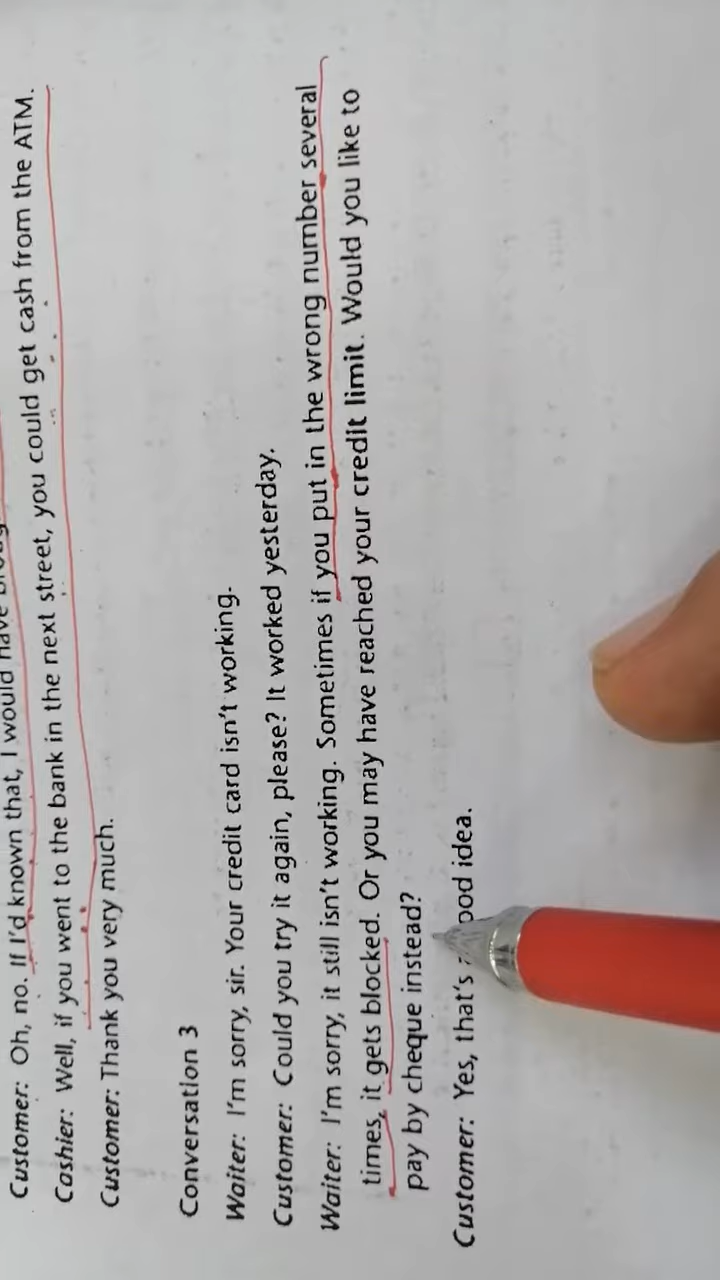 Customer: Oh, no. If I'd known that, I would have
Cashier: Well, if you went to the bank in the next street, you could get cash from the ATM.
Customer: Thank you very much.
Conversation 3
Waiter: I'm sorry, sir. Your credit card isn't working.
Customer: Could you try it again, please? It worked yesterday.
Waiter: I'm sorry, it still isn't working. Sometimes if you put in the wrong number several
times, it gets blocked. Or you may have reached your credit limit. Would you like to
pay by cheque instead?
Customer: Yes, that's idea.